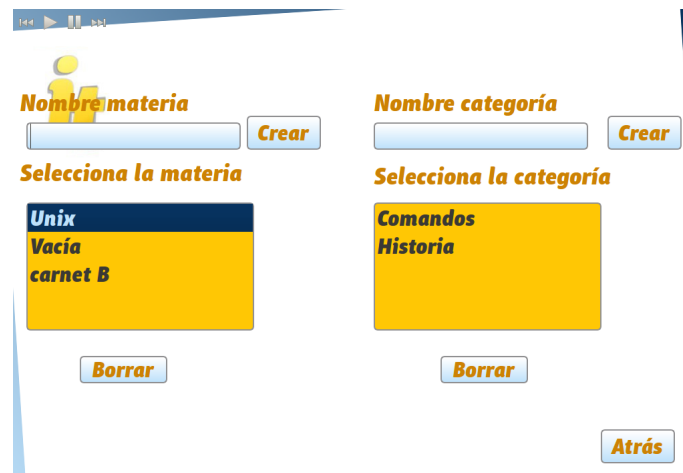 Nombre materia
Crear
Selecciona la materia
Unix
Vacía
carnet B
Borrar
Nombre categoría
Crear
Selecciona la categoría
Comandos
Historia
Borrar
Atrás